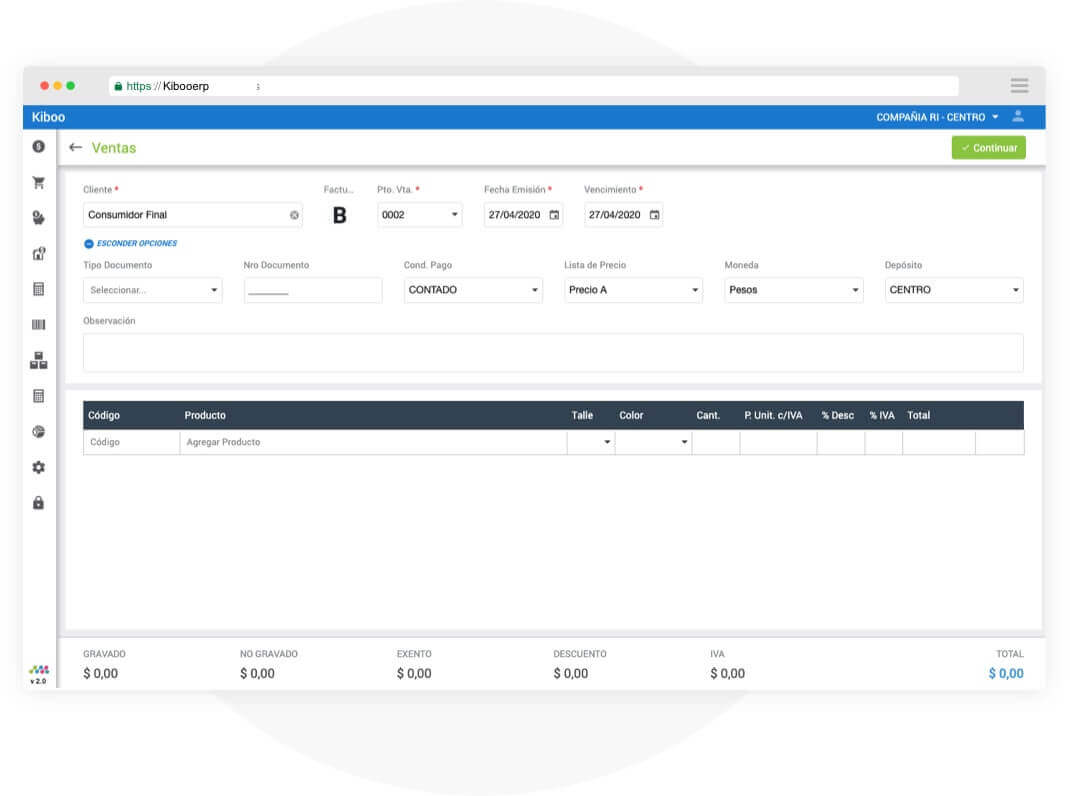 https://Kibooerp
Kiboo COMPAÑIA RI - CENTRO
Ventas Continuar
Cliente * Factu... Pto. Vta. * Fecha Emisión * Vencimiento *
Consumidor Final B 0002 27/04/2020 27/04/2020
ESCONDER OPCIONES
Tipo Documento Nro Documento Cond. Pago Lista de Precio Moneda Depósito
Seleccionar... ________ CONTADO Precio A Pesos CENTRO
Observación
Código Producto Talle Color Cant. P. Unit. c/IVA % Desc % IVA Total
Código Agregar Producto
GRAVADO NO GRAVADO EXENTO DESCUENTO IVA TOTAL
$ 0,00 $ 0,00 $ 0,00 $ 0,00 $ 0,00 $ 0,00
v 2.0